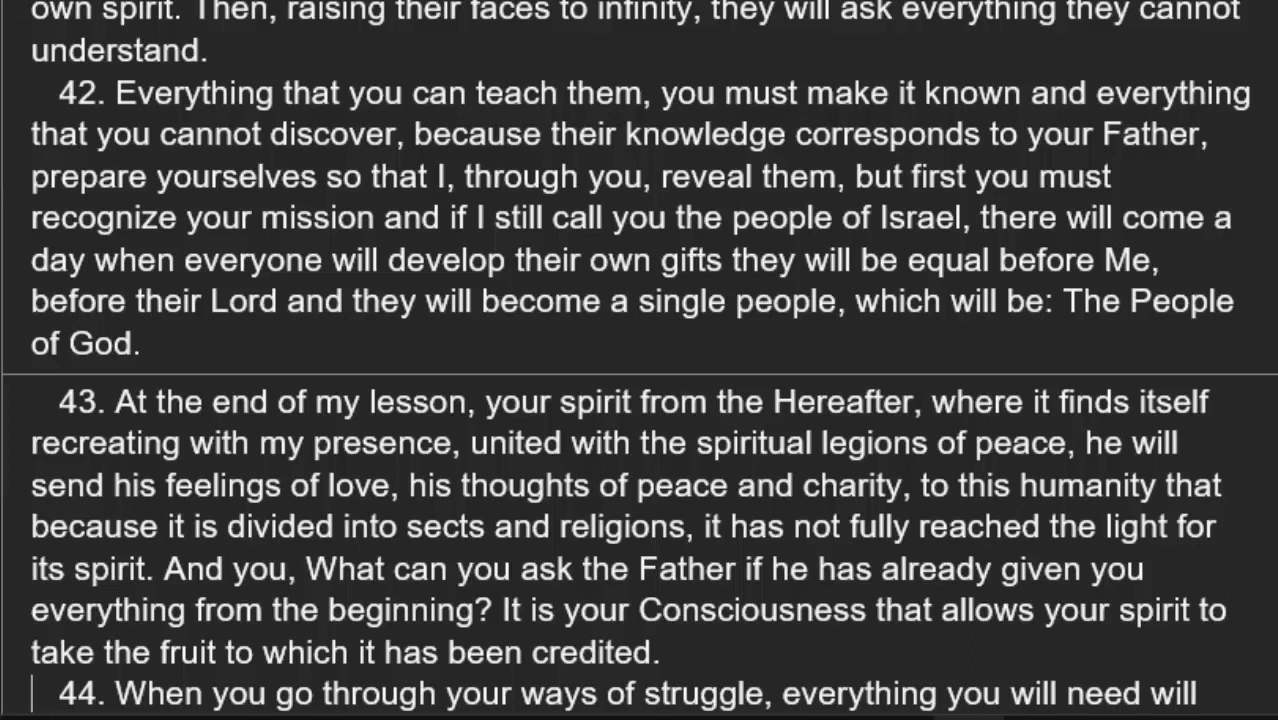 own spirit. Then, raising their faces to infinity, they will ask everything they cannot
understand.
42. Everything that you can teach them, you must make it known and everything
that you cannot discover, because their knowledge corresponds to your Father,
prepare yourselves so that I, through you, reveal them, but first you must
recognize your mission and if I still call you the people of Israel, there will come a
day when everyone will develop their own gifts they will be equal before Me,
before their Lord and they will become a single people, which will be: The People
of God.
43. At the end of my lesson, your spirit from the Hereafter, where it finds itself
recreating with my presence, united with the spiritual legions of peace, he will
send his feelings of love, his thoughts of peace and charity, to this humanity that
because it is divided into sects and religions, it has not fully reached the light for
its spirit. And you, What can you ask the Father if he has already given you
everything from the beginning? It is your Consciousness that allows your spirit to
take the fruit to which it has been credited.
44. When you go through your ways of struggle, everything you will need will